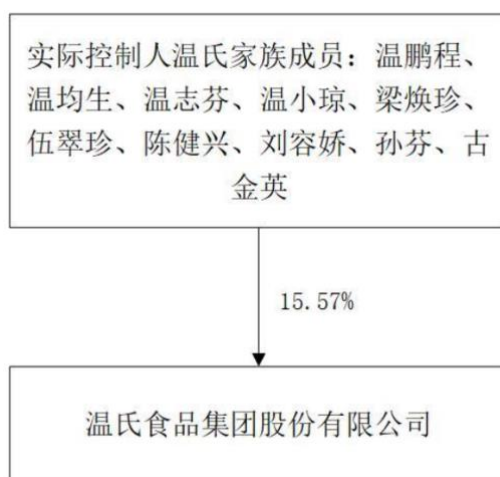 实际控制人温氏家族成员：温鹏程、
温均生、温志芬、温小琼、梁焕珍、
伍翠珍、陈健兴、刘容娇、孙芬、古
金英
15.57%
温氏食品集团股份有限公司